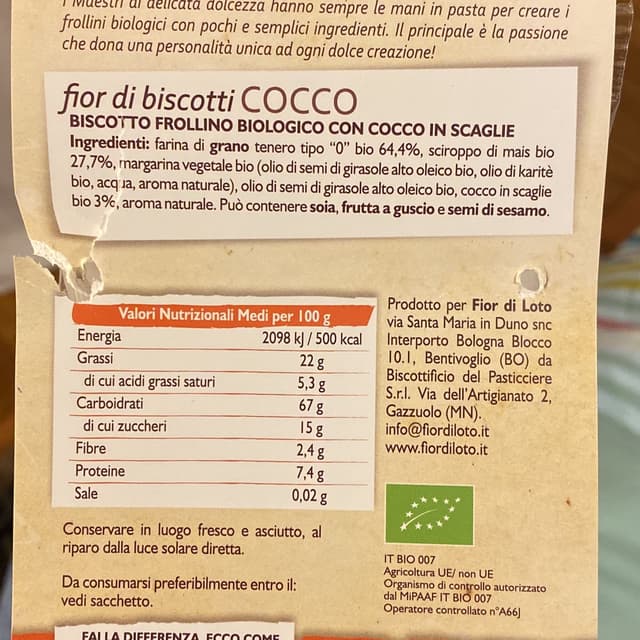 I Maestri di delicata dolcezza hanno sempre le mani in pasta per creare i
frollini biologici con pochi e semplici ingredienti. Il principale è la passione
che dona una personalità unica ad ogni dolce creazione!
fior di biscotti COCCO
BISCOTTO FROLLINO BIOLOGICO CON COCCO IN SCAGLIE
Ingredienti: farina di grano tenero tipo “0” bio 64,4%, sciroppo di mais bio
27,7%, margarina vegetale bio (olio di semi di girasole alto oleico bio, olio di karitè
bio, acqua, aroma naturale), olio di semi di girasole alto oleico bio, cocco in scaglie
bio 3%, aroma naturale. Può contenere soia, frutta a guscio e semi di sesamo.
Valori Nutrizionali Medi per 100 g
Energia 2098 kJ / 500 kcal
Grassi 22 g
di cui acidi grassi saturi 5,3 g
Carboidrati 67 g
di cui zuccheri 15 g
Fibre 2,4 g
Proteine 7,4 g
Sale 0,02 g
Conservare in luogo fresco e asciutto, al
riparo dalla luce solare diretta.
Da consumarsi preferibilmente entro il:
vedi sacchetto.
Prodotto per Fior di Loto
via Santa Maria in Duno snc
Interporto Bologna Blocco
10.1, Bentivoglio (BO) da
Biscottificio del Pasticciere
S.r.l. Via dell'Artigianato 2,
Gazzuolo (MN).
info@fiordiloto.it
www.fiordiloto.it
IT BIO 007
Agricoltura UE/ non UE
Organismo di controllo autorizzato
dal MiPAAF IT BIO 007
Operatore controllato n°A66J
FAI LA DIFFERENZA, ECCO COME